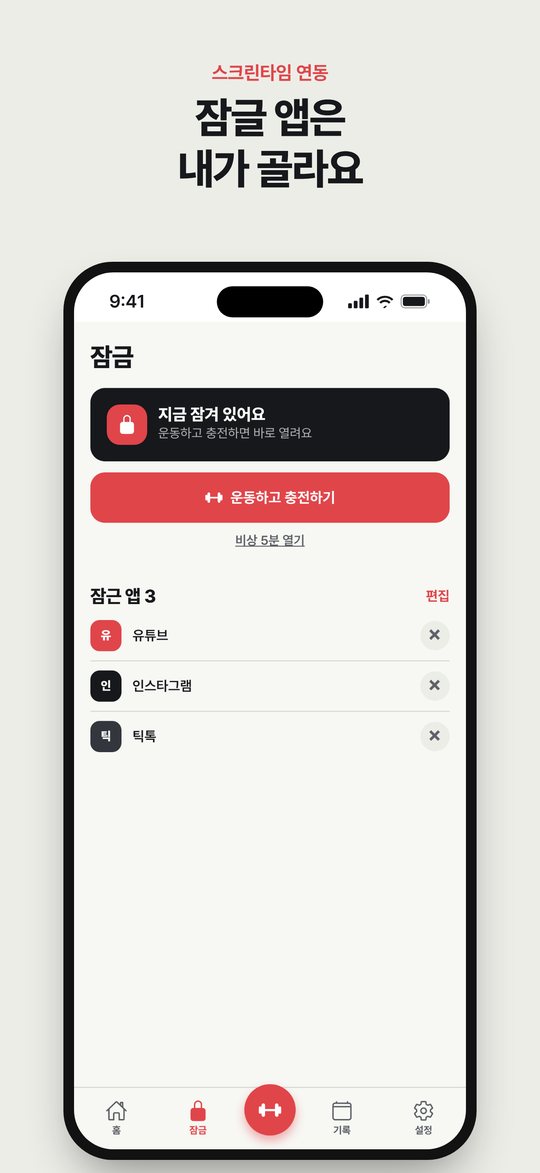 스크린타임 연동
잠글 앱은
내가 골라요
9:41
잠금
지금 잠겨 있어요
운동하고 충전하면 바로 열려요
운동하고 충전하기
비상 5분 열기
잠근 앱 3
편집
유
유튜브
인
인스타그램
틱
틱톡
홈
잠금
기록
설정